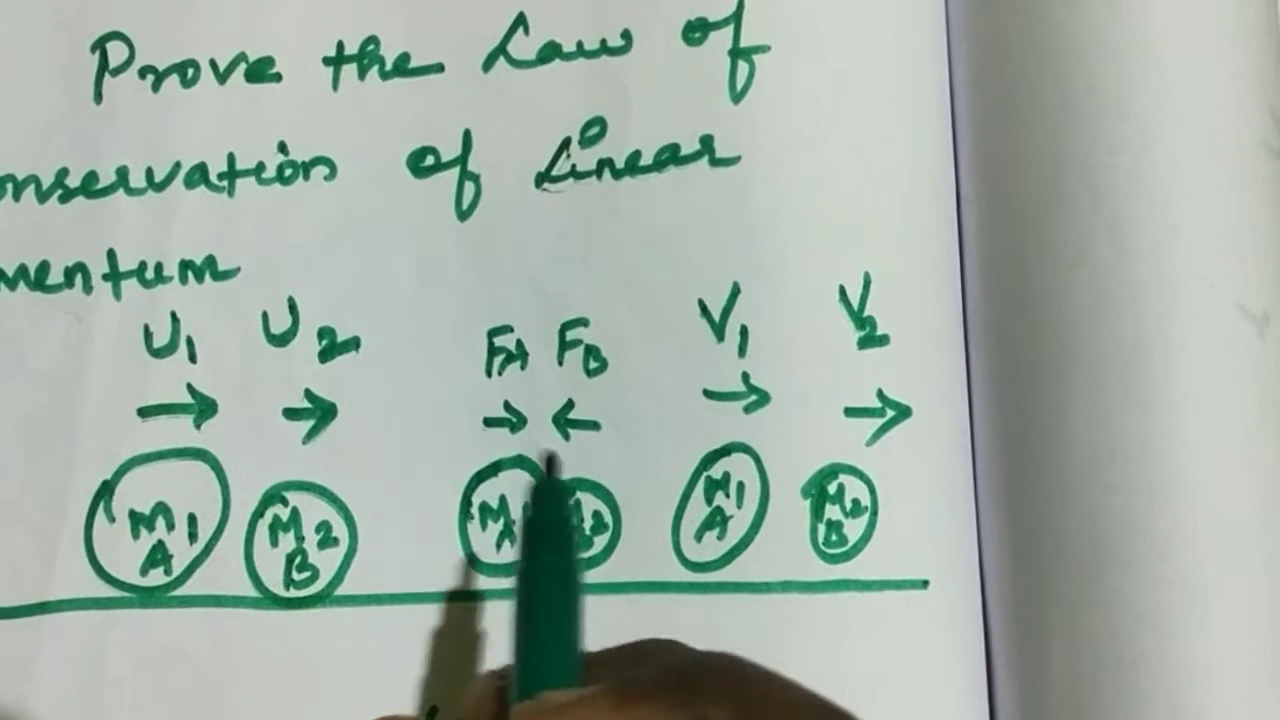 Prove the Law of
onservation of Linear
mentum
U1 U2 FA FB V1 V2
M1 M2 M1 M2
A B A A B